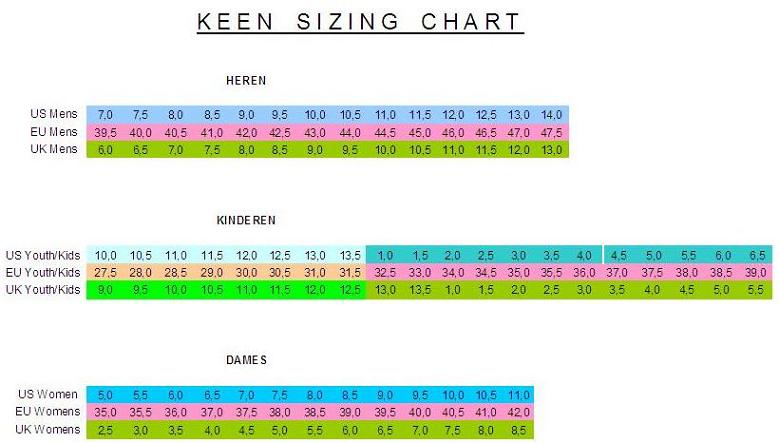 KEEN SIZING CHART
HEREN
US Mens 7,0 7,5 8,0 8,5 9,0 9,5 10,0 10,5 11,0 11,5 12,0 12,5 13,0 14,0
EU Mens 39,5 40,0 40,5 41,0 42,0 42,5 43,0 44,0 44,5 45,0 46,0 46,5 47,0 47,5
UK Mens 6,0 6,5 7,0 7,5 8,0 8,5 9,0 9,5 10,0 10,5 11,0 11,5 12,0 13,0
KINDEREN
US Youth/Kids 10,0 10,5 11,0 11,5 12,0 12,5 13,0 13,5 1,0 1,5 2,0 2,5 3,0 3,5 4,0 4,5 5,0 5,5 6,0 6,5
EU Youth/Kids 27,5 28,0 28,5 29,0 30,0 30,5 31,0 31,5 32,5 33,0 34,0 34,5 35,0 35,5 36,0 37,0 37,5 38,0 38,5 39,0
UK Youth/Kids 9,0 9,5 10,0 10,5 11,0 11,5 12,0 12,5 13,0 13,5 1,0 1,5 2,0 2,5 3,0 3,5 4,0 4,5 5,0 5,5
DAMES
US Women 5,0 5,5 6,0 6,5 7,0 7,5 8,0 8,5 9,0 9,5 10,0 10,5 11,0
EU Womens 35,0 35,5 36,0 37,0 37,5 38,0 38,5 39,0 39,5 40,0 40,5 41,0 42,0
UK Womens 2,5 3,0 3,5 4,0 4,5 5,0 5,5 6,0 6,5 7,0 7,5 8,0 8,5